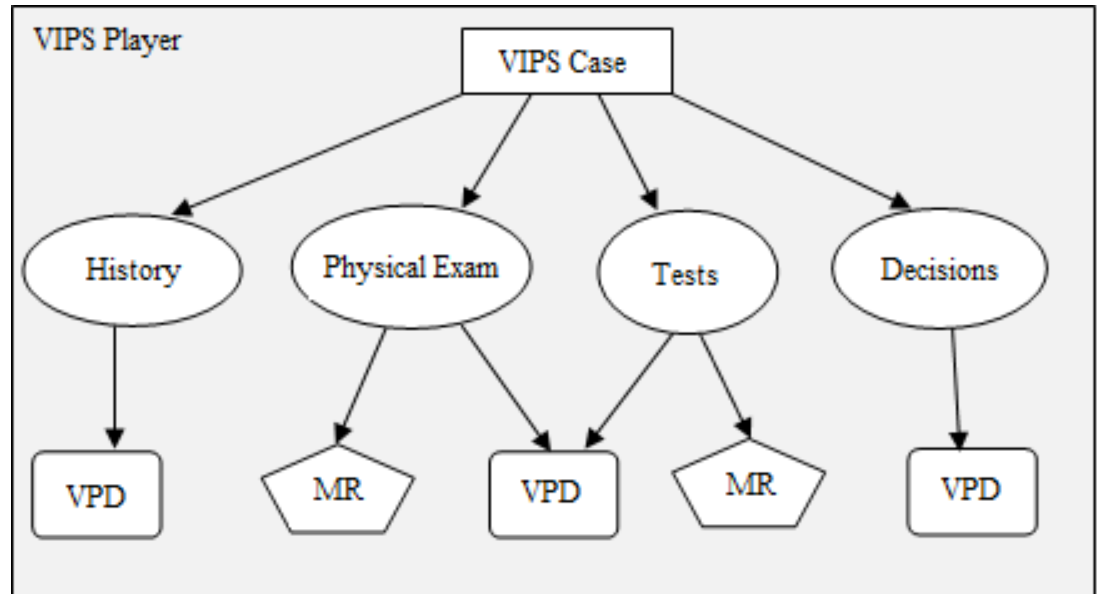 VIPS Player
VIPS Case
History
Physical Exam
Tests
Decisions
VPD
MR
VPD
MR
VPD